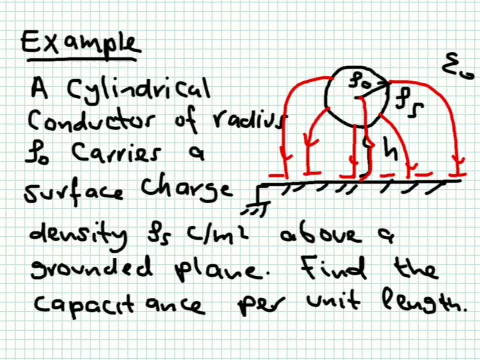 Example
A Cylindrical
Conductor of radius
ρ₀ Carries a
surface charge
density ρs c/m² above a
grounded plane. Find the
capacitance per unit length.
ρ₀
ρs
ε₀
h